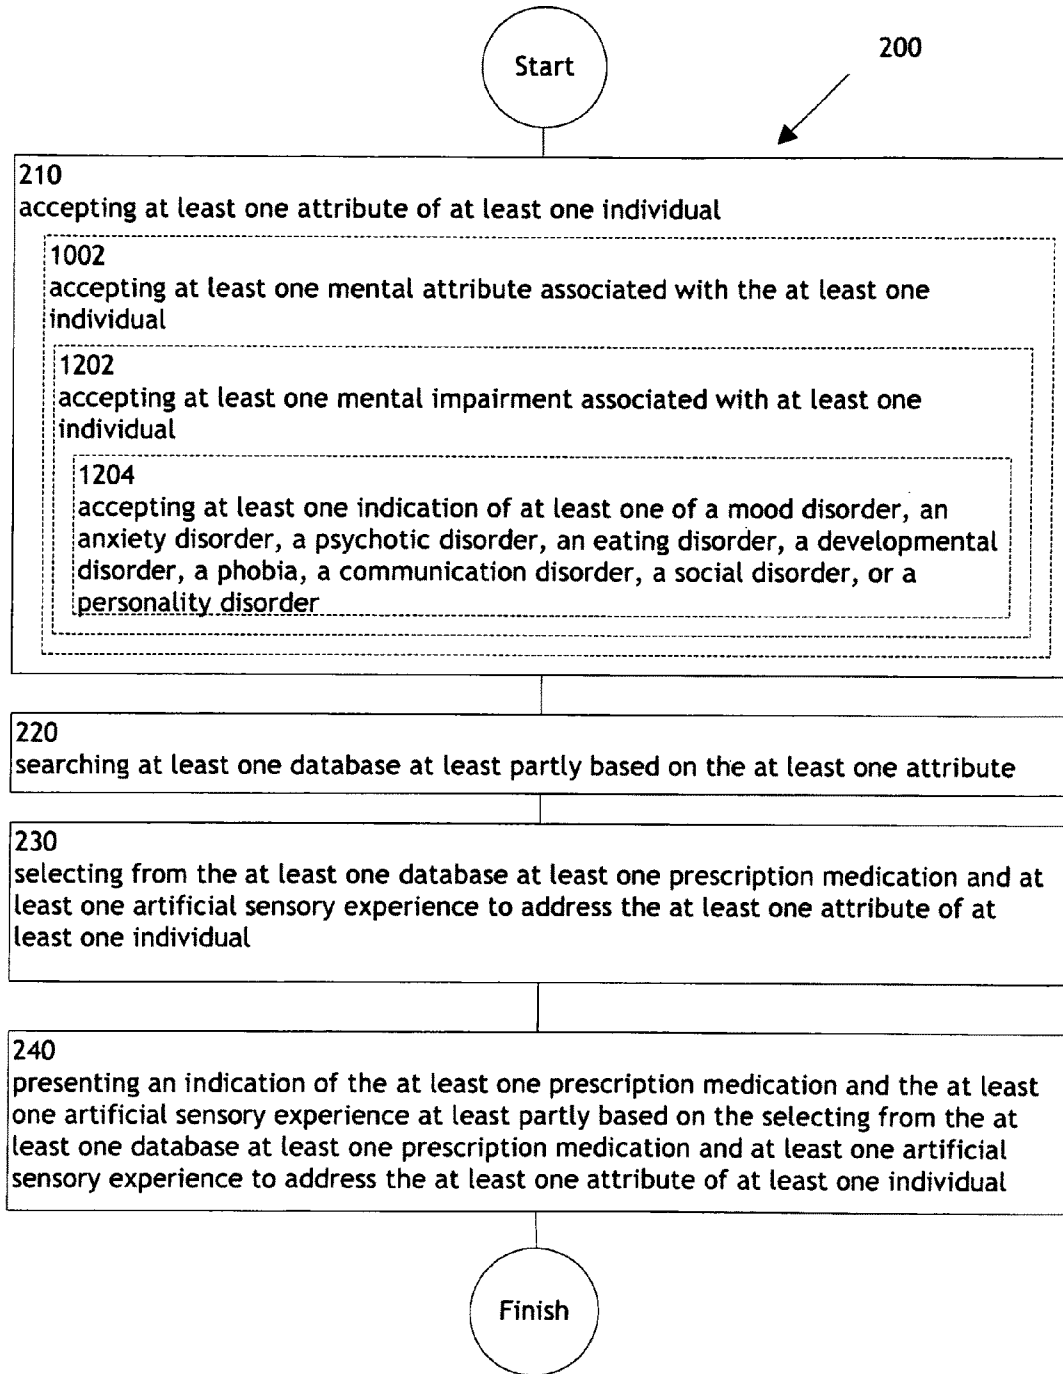 Start
200
210
accepting at least one attribute of at least one individual
1002
accepting at least one mental attribute associated with the at least one
individual
1202
accepting at least one mental impairment associated with at least one
individual
1204
accepting at least one indication of at least one of a mood disorder, an
anxiety disorder, a psychotic disorder, an eating disorder, a developmental
disorder, a phobia, a communication disorder, a social disorder, or a
personality disorder
220
searching at least one database at least partly based on the at least one attribute
230
selecting from the at least one database at least one prescription medication and at
least one artificial sensory experience to address the at least one attribute of at
least one individual
240
presenting an indication of the at least one prescription medication and the at least
one artificial sensory experience at least partly based on the selecting from the at
least one database at least one prescription medication and at least one artificial
sensory experience to address the at least one attribute of at least one individual
Finish